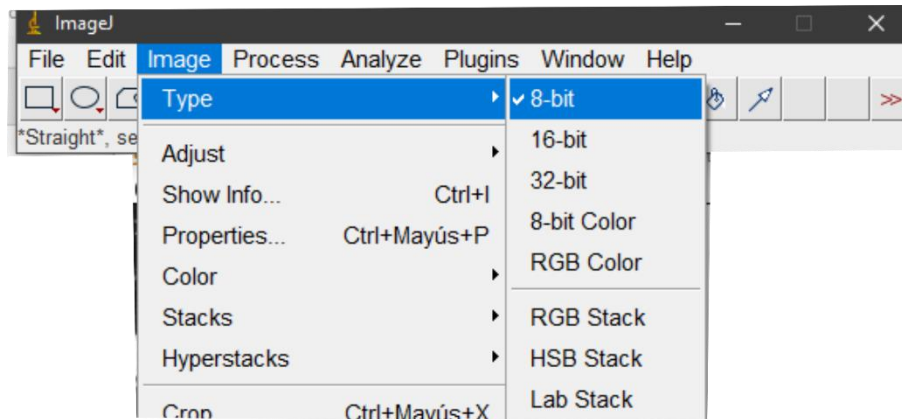 ImageJ
File Edit Image Process Analyze Plugins Window Help
>>
*Straight*, se
Type
Adjust
Show Info... Ctrl+I
Properties... Ctrl+Mayús+P
Color
Stacks
Hyperstacks
Crop Ctrl+Mayús+X
8-bit
16-bit
32-bit
8-bit Color
RGB Color
RGB Stack
HSB Stack
Lab Stack